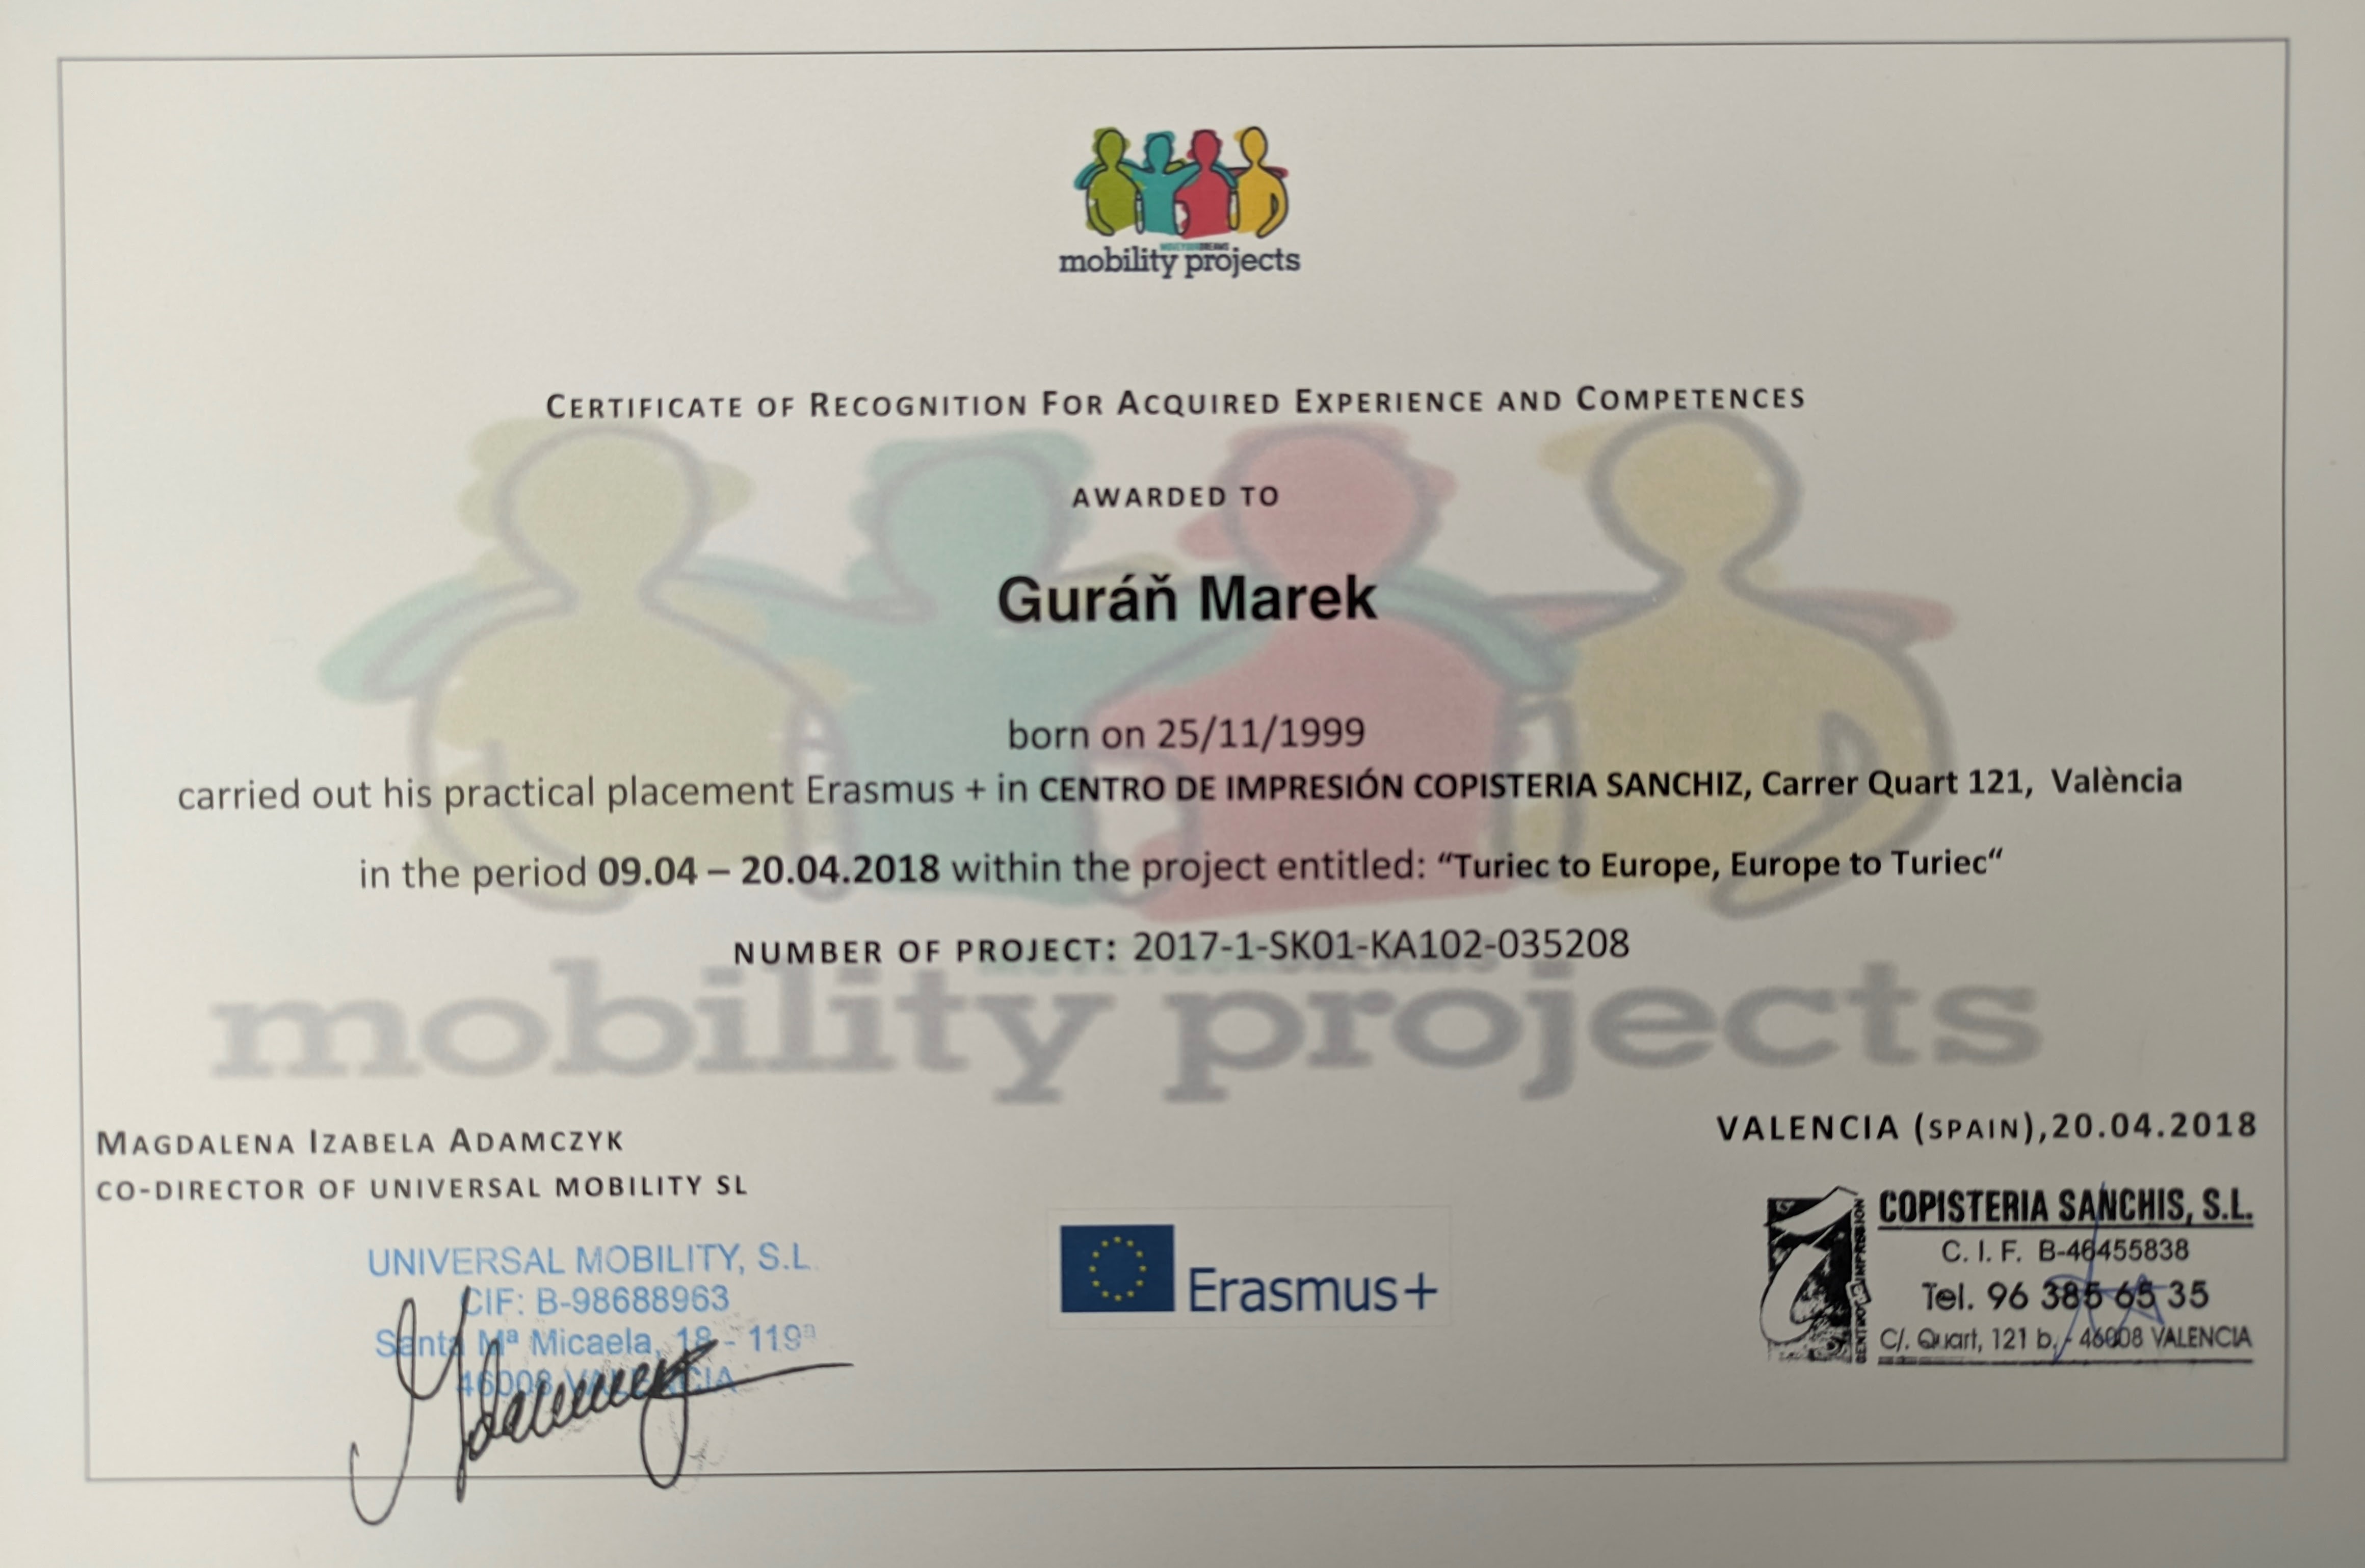 mobility projects
CERTIFICATE OF RECOGNITION FOR ACQUIRED EXPERIENCE AND COMPETENCES
AWARDED TO
Guráň Marek
born on 25/11/1999
carried out his practical placement Erasmus + in CENTRO DE IMPRESIÓN COPISTERIA SANCHIZ, Carrer Quart 121, València
in the period 09.04 – 20.04.2018 within the project entitled: “Turiec to Europe, Europe to Turiec“
NUMBER OF PROJECT: 2017-1-SK01-KA102-035208
mobility projects
MAGDALENA IZABELA ADAMCZYK
CO-DIRECTOR OF UNIVERSAL MOBILITY SL
UNIVERSAL MOBILITY, S.L.
CIF: B-98688963
Santa Mª Micaela, 18 - 119ª
46008 VALENCIA
Erasmus+
VALENCIA (SPAIN),20.04.2018
CENTRO IMPRESION
COPISTERIA SANCHIS, S.L.
C. I. F. B-46455838
Tel. 96 385 65 35
C/. Quart, 121 b. - 46008 VALENCIA